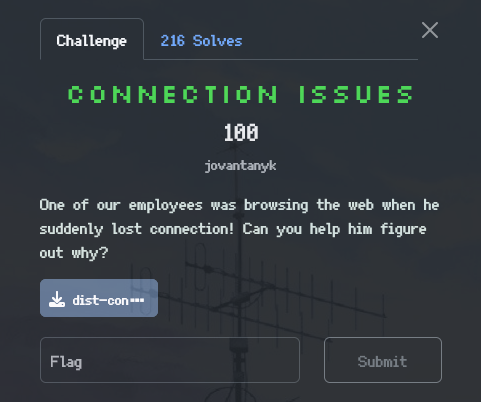 Challenge
216 Solves
CONNECTION ISSUES
100
jovantanyk
One of our employees was browsing the web when he
suddenly lost connection! Can you help him figure
out why?
dist-con…
Flag
Submit